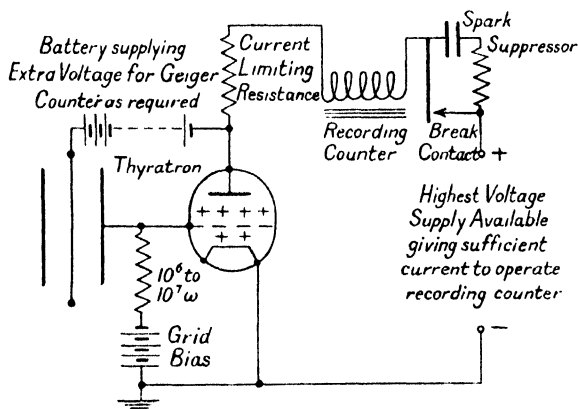 Battery supplying
Extra Voltage for Geiger
Counter as required
Current
Limiting
Resistance
Spark
Suppressor
Recording
Counter
Break
Contact
+
Thyratron
+ + + +
+ +
Highest Voltage
Supply Available
giving sufficient
current to operate
recording counter
10⁶ to
10⁷ ω
Grid
Bias
−